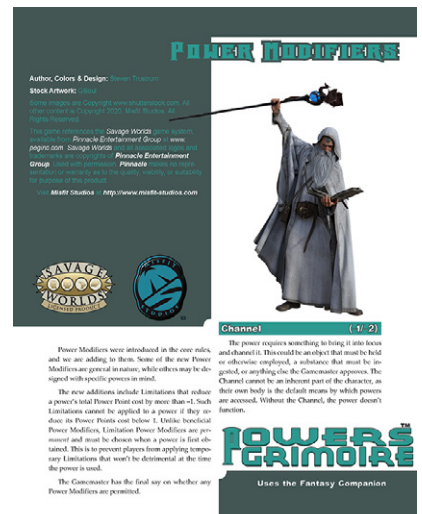 POWER MODIFIERS
Author, Colors & Design: Steven Trustrum
Stock Artwork: Gibrul
Some images are Copyright www.shutterstock.com. All
other content is Copyright 2020, Misfit Studios. All
Rights Reserved.
This game references the Savage Worlds game system,
available from Pinnacle Entertainment Group at www.
peginc.com. Savage Worlds and all associated logos and
trademarks are copyrights of Pinnacle Entertainment
Group. Used with permission. Pinnacle makes no repre-
sentation or warranty as to the quality, viability, or suitability
for purpose of this product.
Visit Misfit Studios at http://www.misfit-studios.com
SAVAGE
WORLDS
LICENSED PRODUCT
MISFIT
STUDIOS
Power Modifiers were introduced in the core rules,
and we are adding to them. Some of the new Power
Modifiers are general in nature, while others may be de-
signed with specific powers in mind.
The new additions include Limitations that reduce
a power's total Power Point cost by more than –1. Such
Limitations cannot be applied to a power if they re-
duce its Power Points cost below 1. Unlike beneficial
Power Modifiers, Limitation Power Modifiers are per-
manent and must be chosen when a power is first ob-
tained. This is to prevent players from applying tempo-
rary Limitations that won't be detrimental at the time
the power is used.
The Gamemaster has the final say on whether any
Power Modifiers are permitted.
Channel (-1/-2)
The power requires something to bring it into focus
and channel it. This could be an object that must be held
or otherwise employed, a substance that must be in-
gested, or anything else the Gamemaster approves. The
Channel cannot be an inherent part of the character, as
their own body is the default means by which powers
are accessed. Without the Channel, the power doesn't
function.
POWERS
GRIMOIRE
TM
Uses the Fantasy Companion